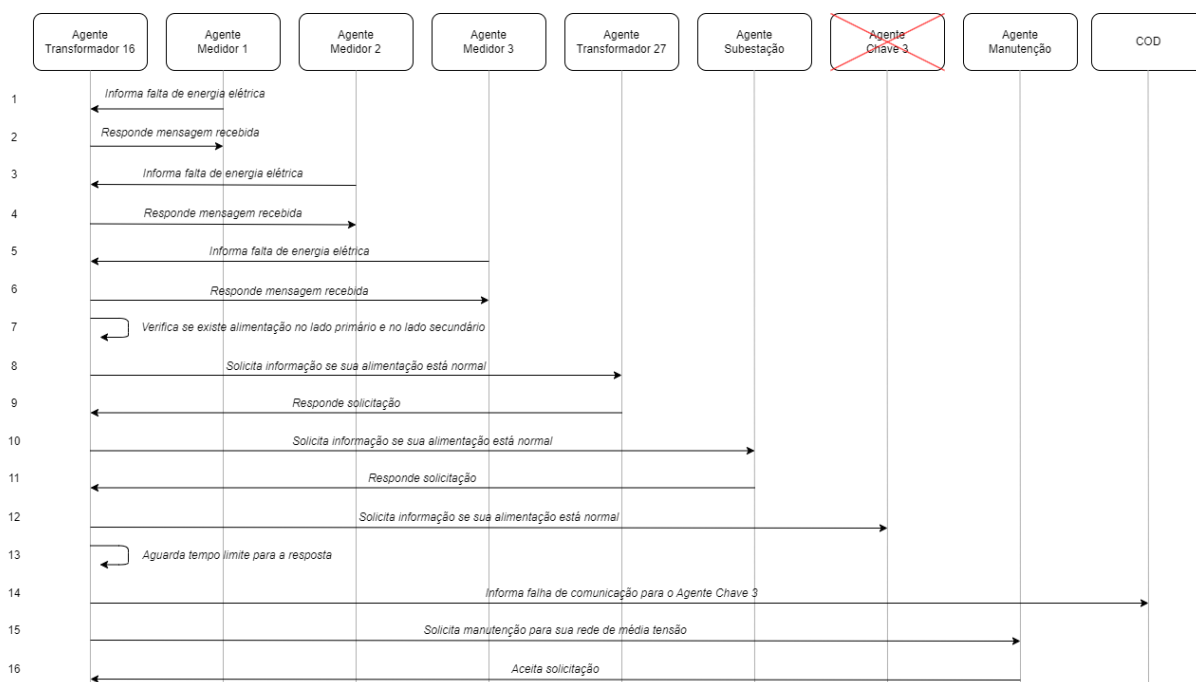 Agente
Transformador 16
Agente
Medidor 1
Agente
Medidor 2
Agente
Medidor 3
Agente
Transformador 27
Agente
Subestação
Agente
Chave 3
Agente
Manutenção
COD
1
Informa falta de energia elétrica
2
Responde mensagem recebida
3
Informa falta de energia elétrica
4
Responde mensagem recebida
5
Informa falta de energia elétrica
6
Responde mensagem recebida
7
Verifica se existe alimentação no lado primário e no lado secundário
8
Solicita informação se sua alimentação está normal
9
Responde solicitação
10
Solicita informação se sua alimentação está normal
11
Responde solicitação
12
Solicita informação se sua alimentação está normal
13
Aguarda tempo limite para a resposta
14
Informa falha de comunicação para o Agente Chave 3
15
Solicita manutenção para sua rede de média tensão
16
Aceita solicitação